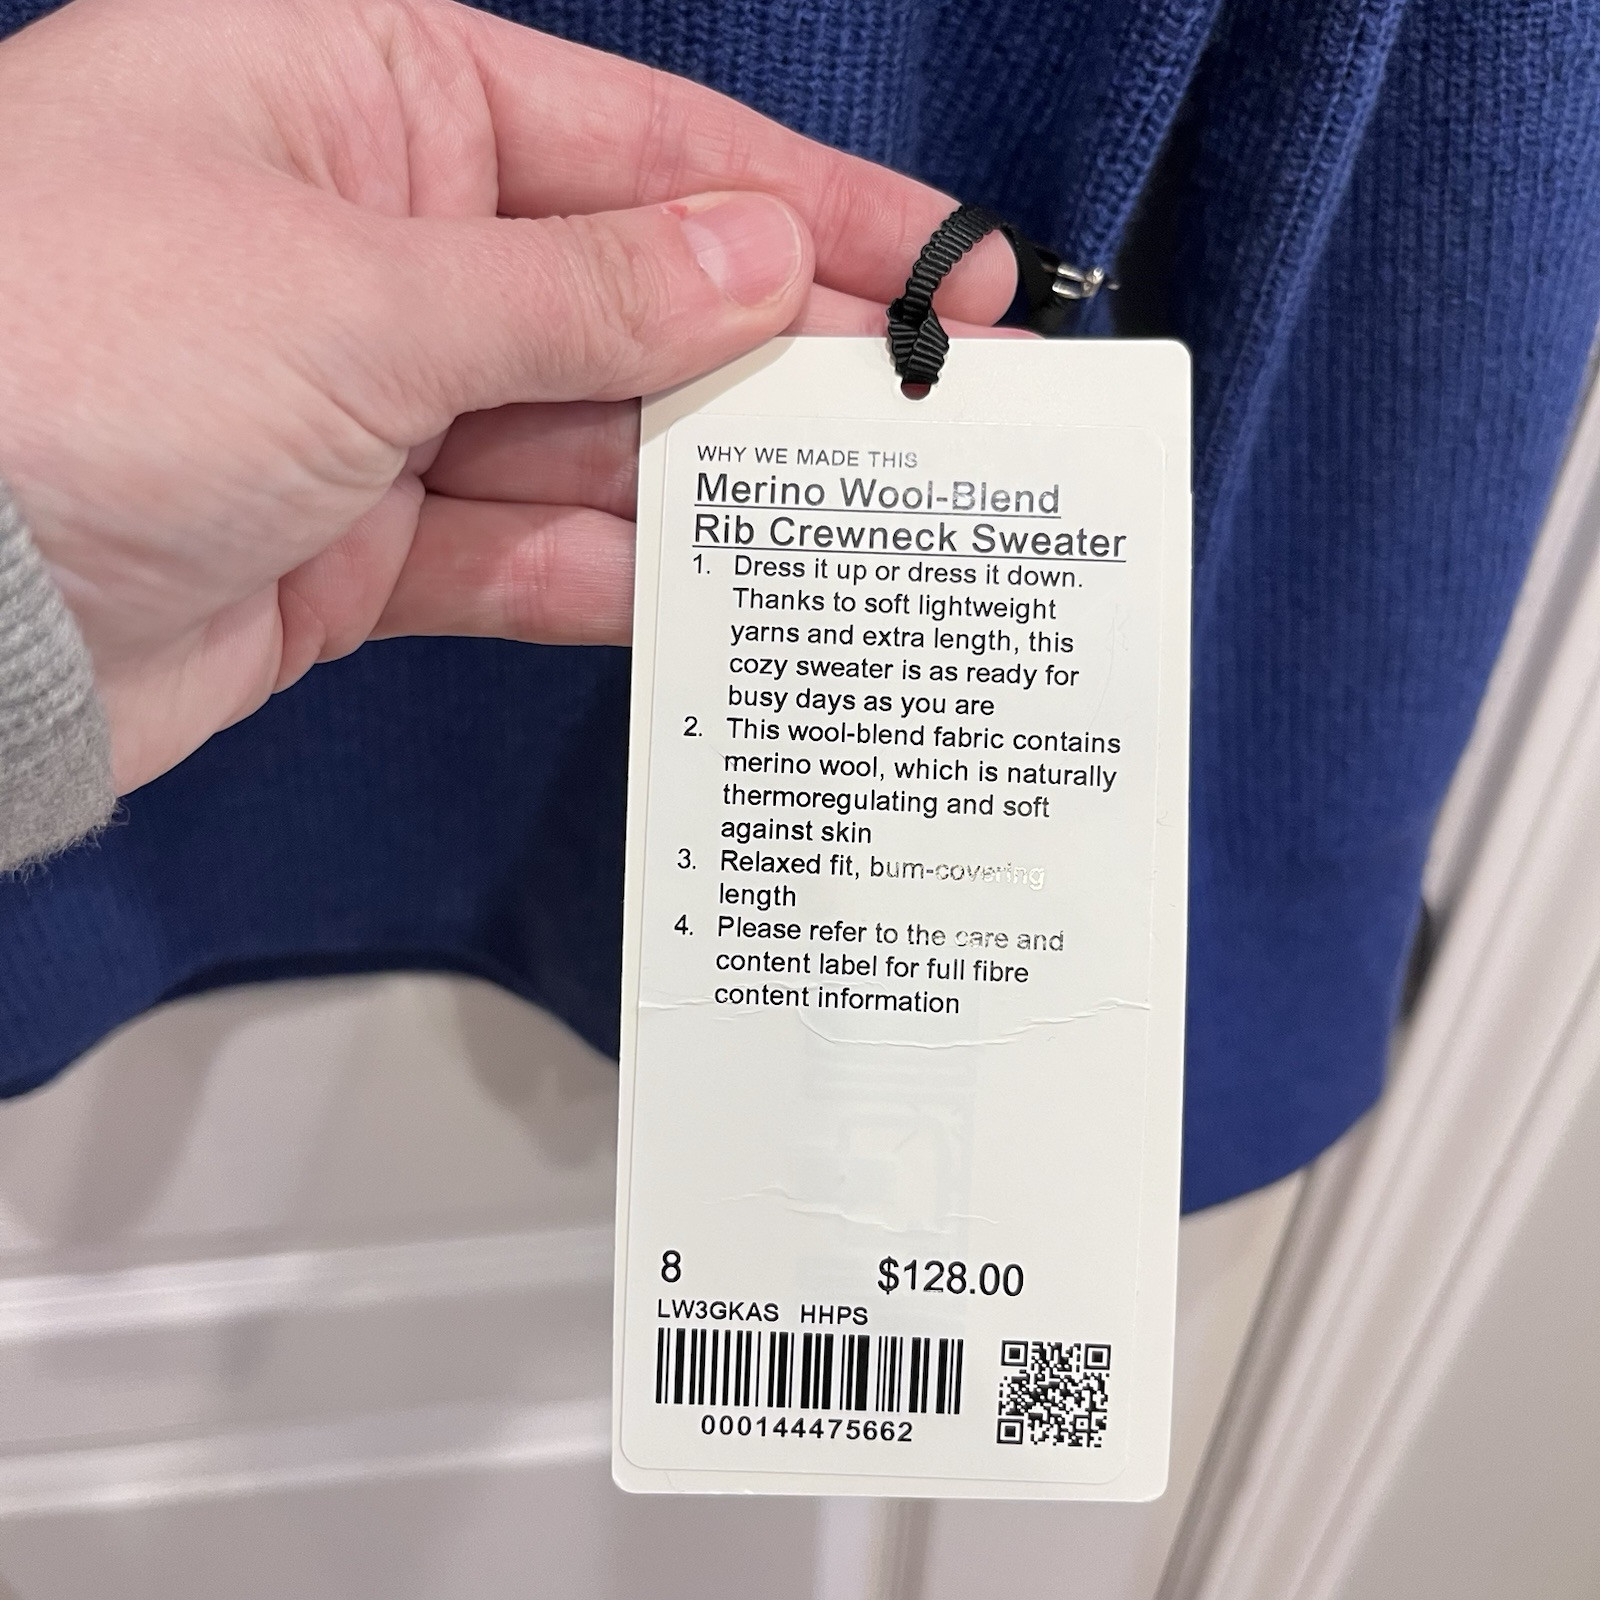 WHY WE MADE THIS
Merino Wool-Blend
Rib Crewneck Sweater
1. Dress it up or dress it down.
Thanks to soft lightweight
yarns and extra length, this
cozy sweater is as ready for
busy days as you are
2. This wool-blend fabric contains
merino wool, which is naturally
thermoregulating and soft
against skin
3. Relaxed fit, bum-covering
length
4. Please refer to the care and
content label for full fibre
content information
8 $128.00
LW3GKAS HHPS
000144475662